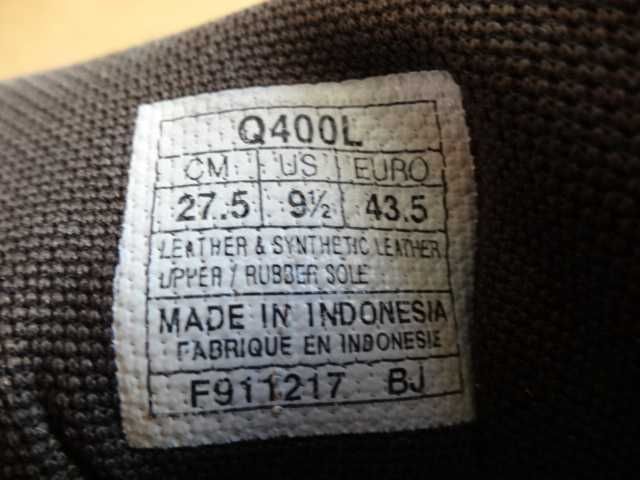 Q400L
CM US EURO
27.5 9½ 43.5
LEATHER & SYNTHETIC LEATHER
UPPER / RUBBER SOLE
MADE IN INDONESIA
FABRIQUE EN INDONESIE
F911217 BJ